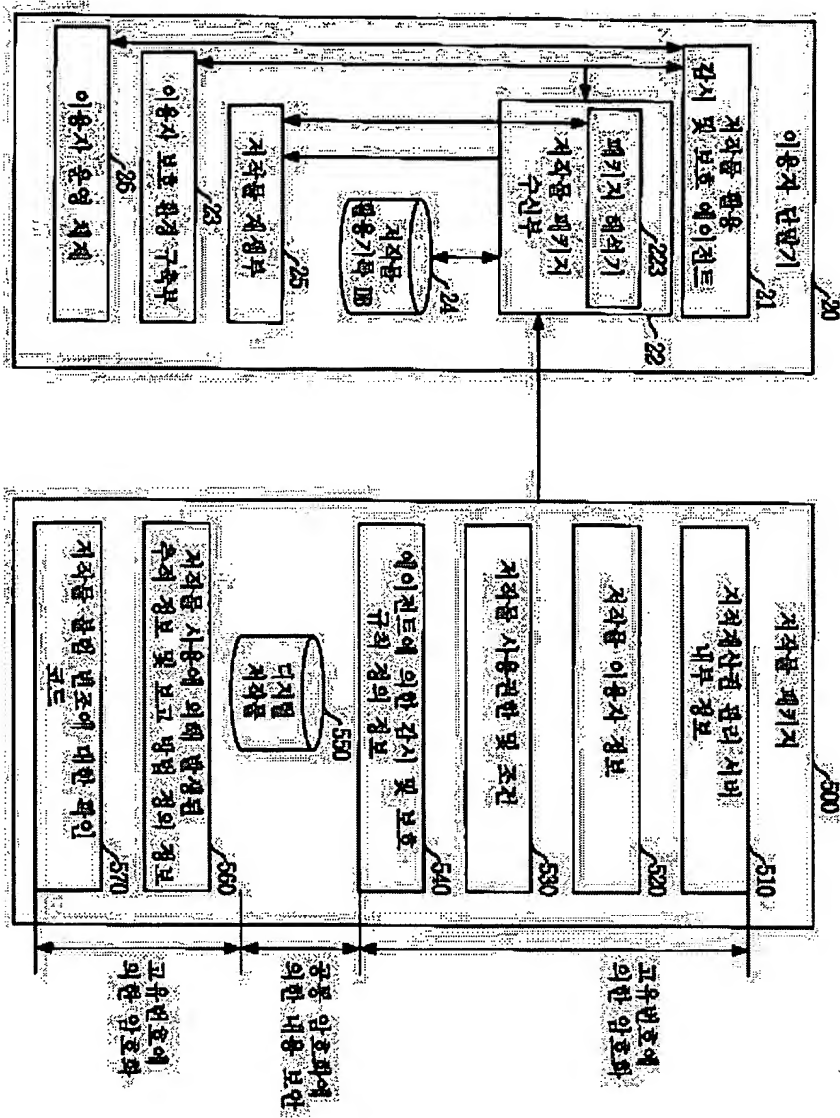 이용자 단말기
20
저작물 활용
감시 및 보호 에이전트
21
저작물 패키지
수신부
22
패키지 해석기
223
저작물
활용기록 DB
24
저작물 재생부
25
이용자 보호 환경 구축부
23
이용자 운영 체제
26
저작물 패키지
500
지적재산권 관리 서버
내부 정보
510
저작물 이용자 정보
520
저작물 사용권한 및 조건
530
에이전트에 의한 감시 및 보호
규칙 정의 정보
540
디지털
저작물
550
저작물 사용에 의해 발생된
추적 정보 및 보고 방법 정의 정보
560
저작물 불법 변조에 대한 확인
코드
570
고유번호에
의한 암호화
공통 암호화에
의한 내용 보안
고유번호에
의한 암호화